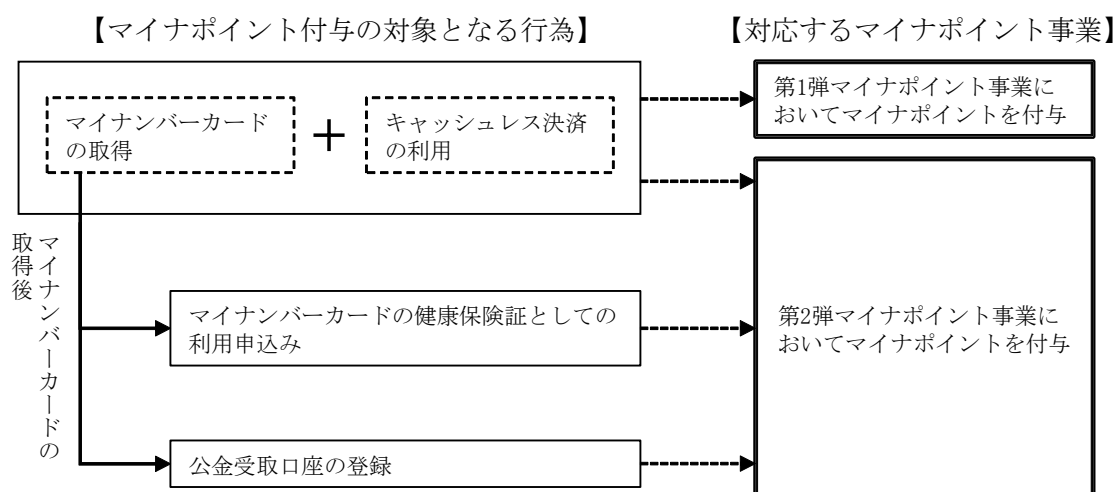 【マイナポイント付与の対象となる行為】
【対応するマイナポイント事業】
マイナンバーカード
の取得
＋
キャッシュレス決済
の利用
第1弾マイナポイント事業に
おいてマイナポイントを付与
マイナンバーカードの
取得後
マイナンバーカードの健康保険証としての
利用申込み
第2弾マイナポイント事業に
おいてマイナポイントを付与
公金受取口座の登録